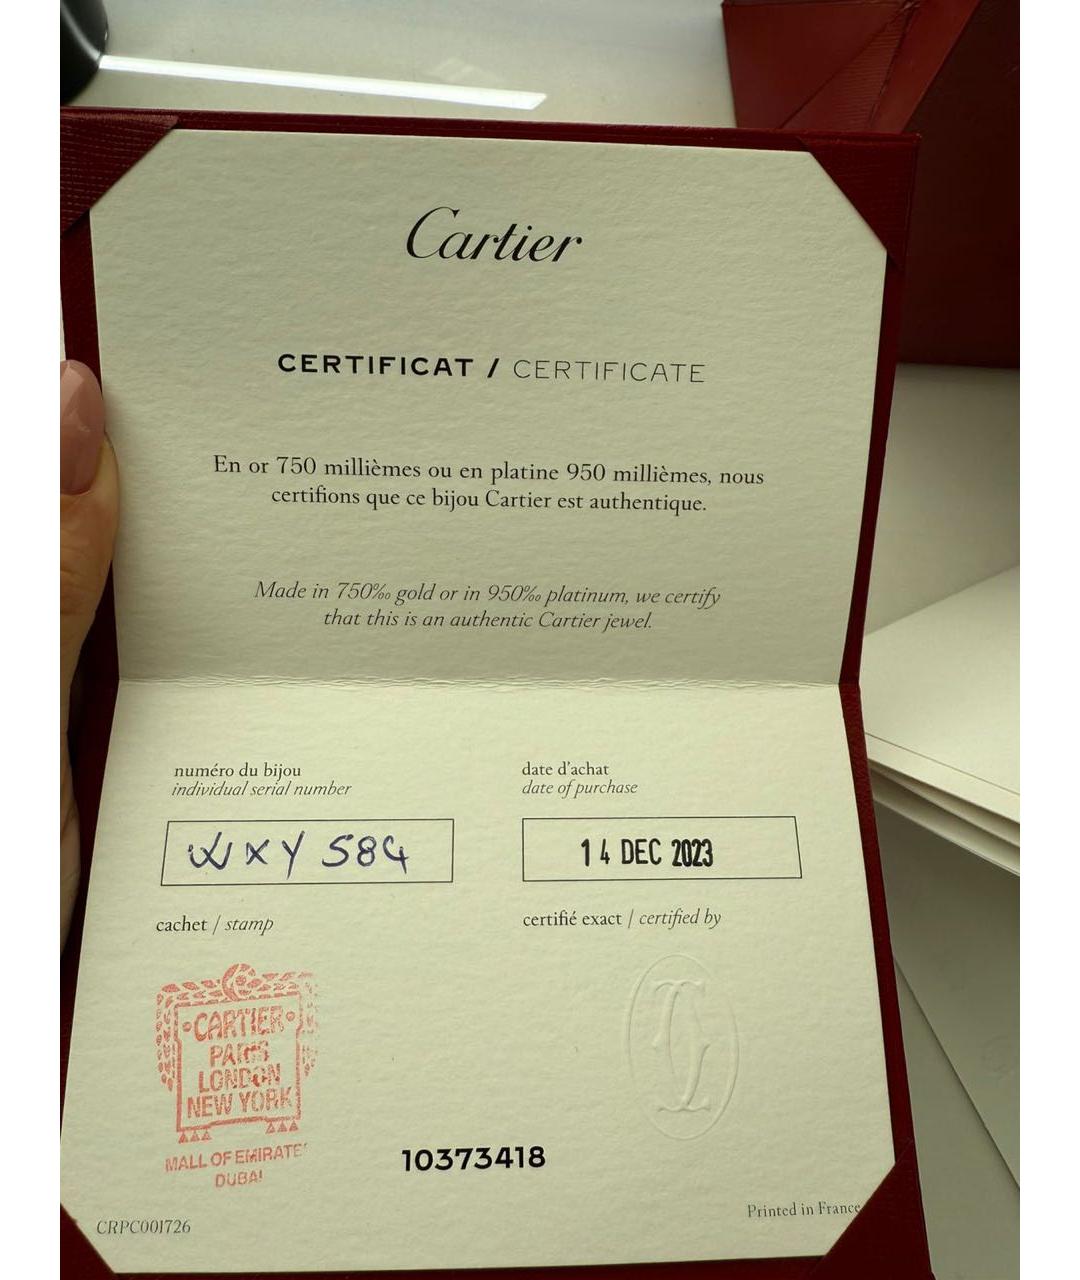 Cartier
CERTIFICAT / CERTIFICATE
En or 750 millièmes ou en platine 950 millièmes, nous
certifions que ce bijou Cartier est authentique.
Made in 750‰ gold or in 950‰ platinum, we certify
that this is an authentic Cartier jewel.
numéro du bijou
individual serial number
date d'achat
date of purchase
WXY 584
14 DEC 2023
cachet / stamp
certifié exact / certified by
CARTIER
PARIS
LONDON
NEW YORK
MALL OF EMIRATE
DUBAI
10373418
Printed in France
CRPC001726